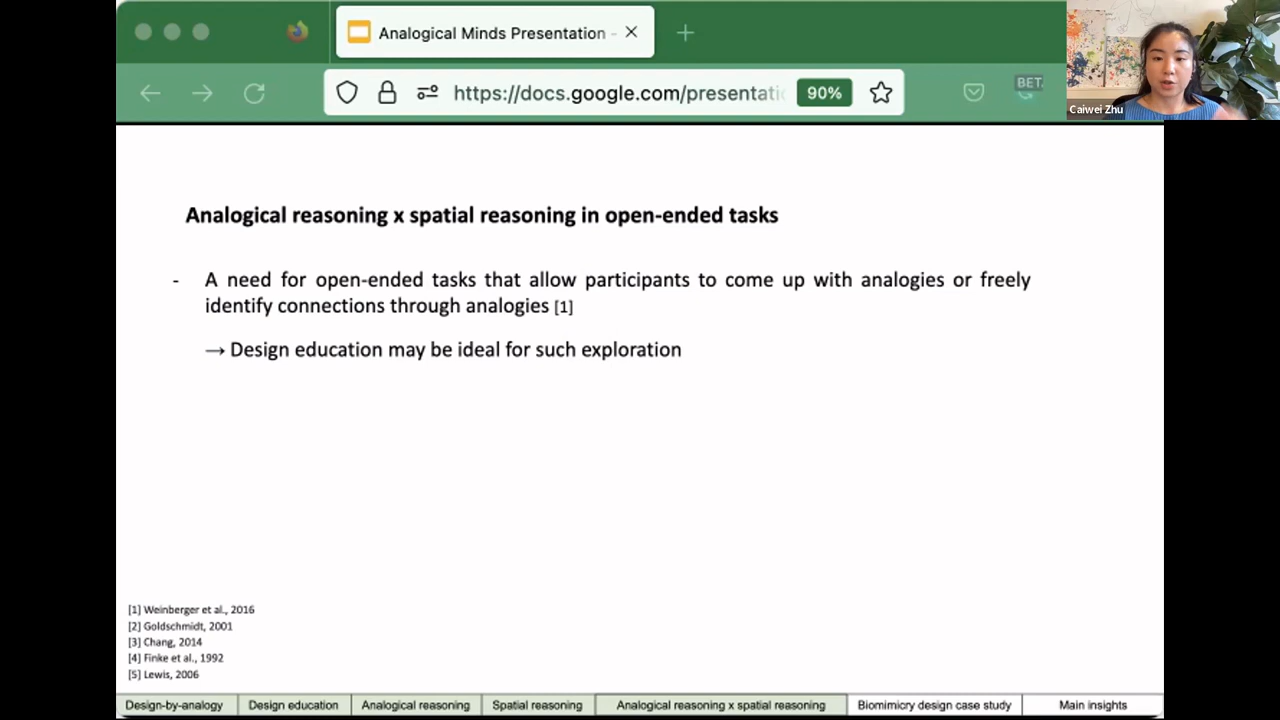 Analogical Minds Presentation -
https://docs.google.com/presentati
90%
BET
Caiwei Zhu
Analogical reasoning x spatial reasoning in open-ended tasks
- A need for open-ended tasks that allow participants to come up with analogies or freely
identify connections through analogies [1]
→ Design education may be ideal for such exploration
[1] Weinberger et al., 2016
[2] Goldschmidt, 2001
[3] Chang, 2014
[4] Finke et al., 1992
[5] Lewis, 2006
Design-by-analogy Design education Analogical reasoning Spatial reasoning Analogical reasoning x spatial reasoning Biomimicry design case study Main insights